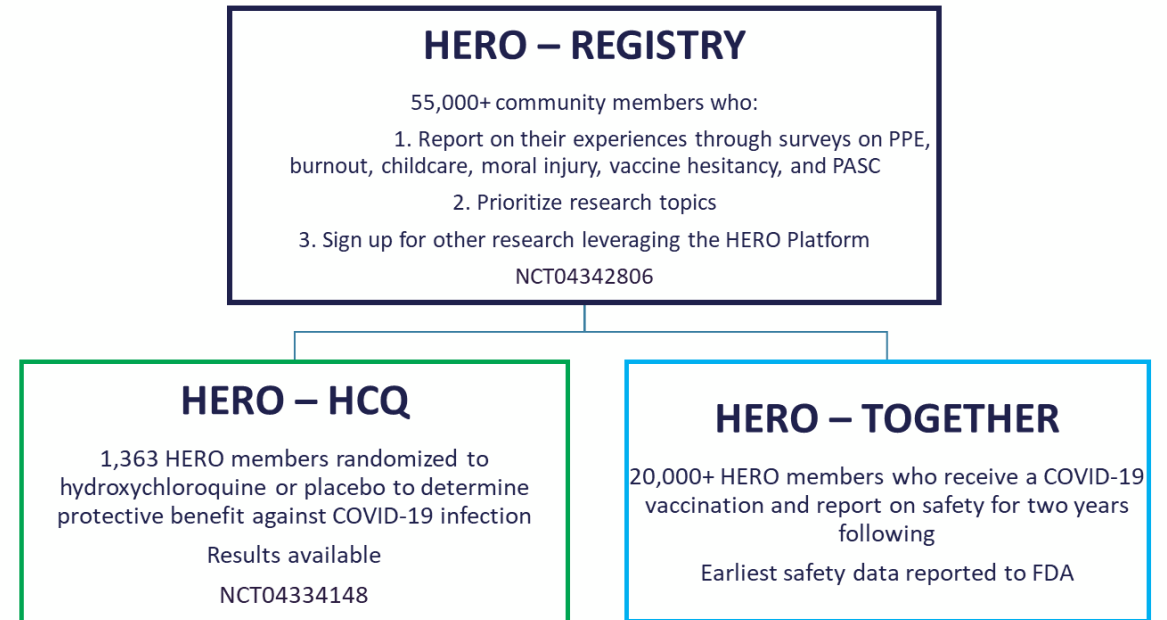 HERO – REGISTRY
55,000+ community members who:
1. Report on their experiences through surveys on PPE,
burnout, childcare, moral injury, vaccine hesitancy, and PASC
2. Prioritize research topics
3. Sign up for other research leveraging the HERO Platform
NCT04342806
HERO – HCQ
1,363 HERO members randomized to
hydroxychloroquine or placebo to determine
protective benefit against COVID-19 infection
Results available
NCT04334148
HERO – TOGETHER
20,000+ HERO members who receive a COVID-19
vaccination and report on safety for two years
following
Earliest safety data reported to FDA